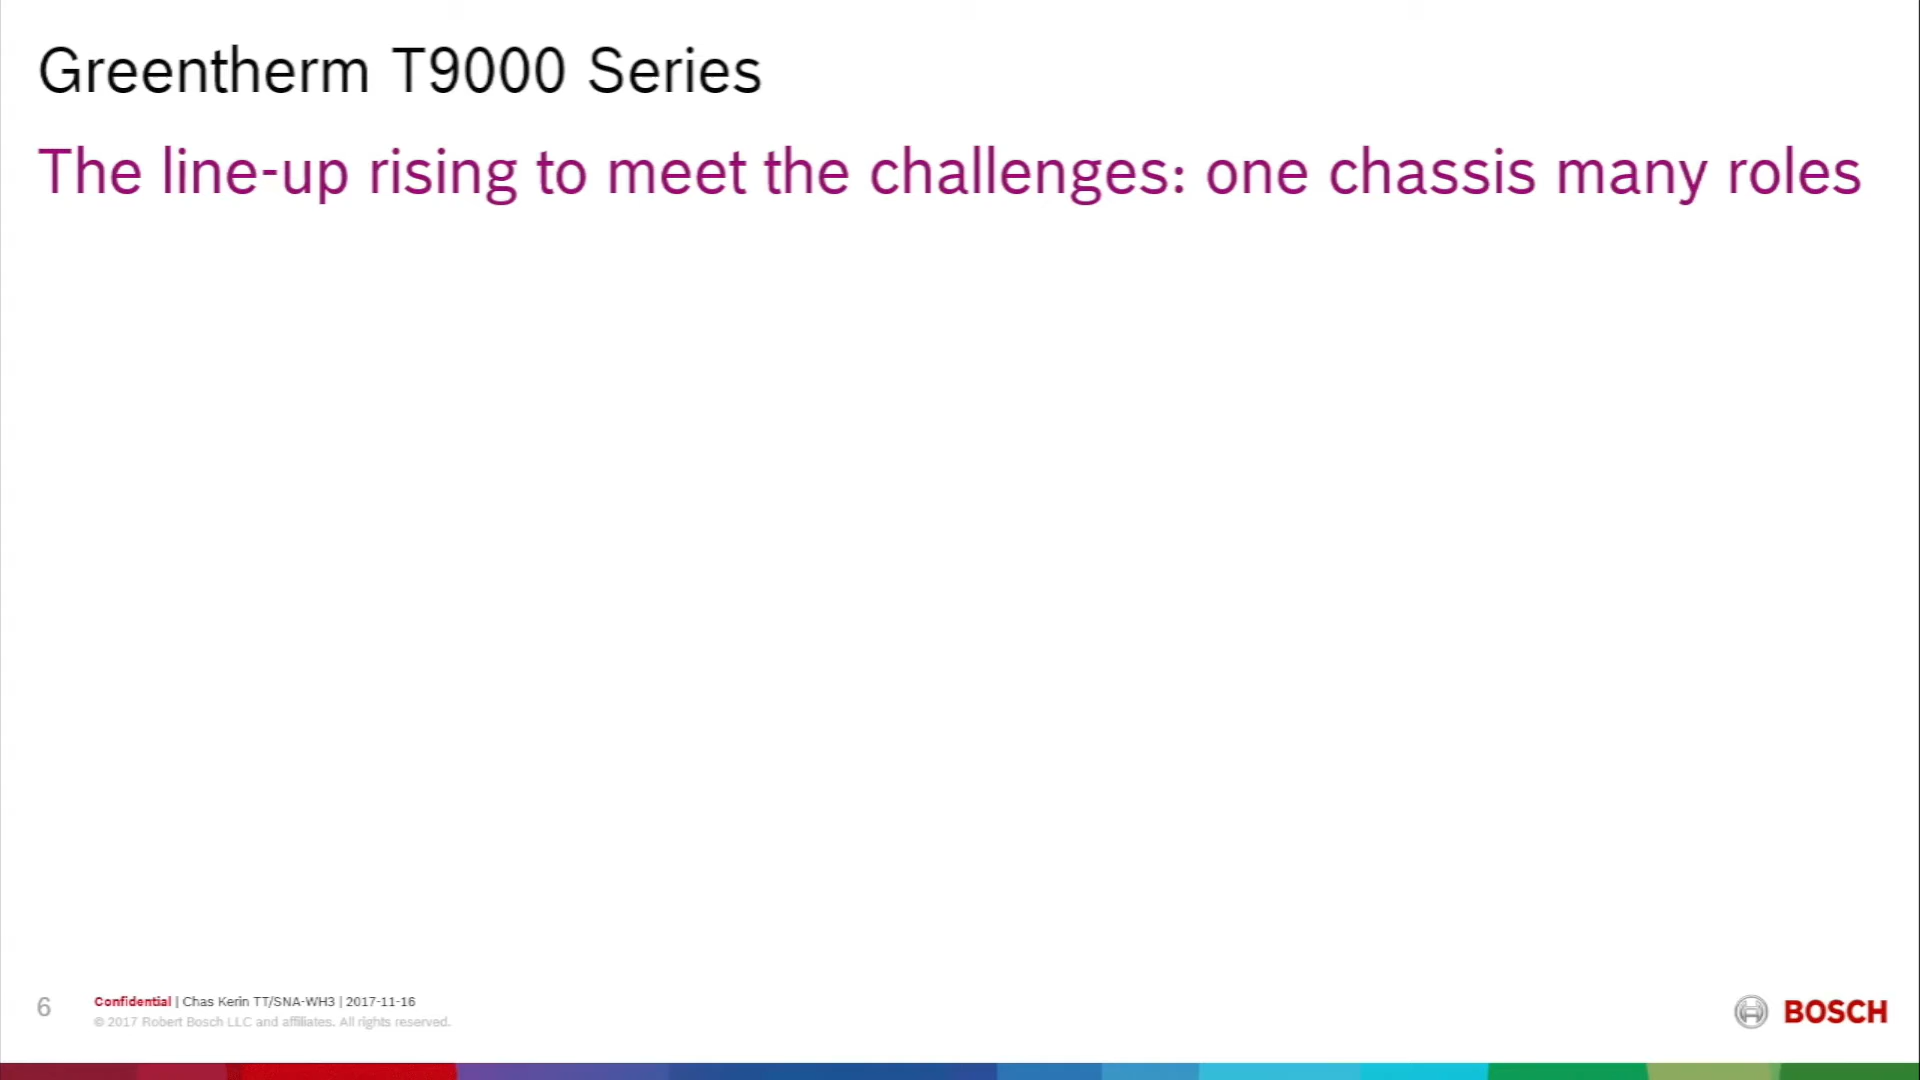 Greentherm T9000 Series
The line-up rising to meet the challenges: one chassis many roles
6
Confidential | Chas Kerin TT/SNA-WH3 | 2017-11-16
© 2017 Robert Bosch LLC and affiliates. All rights reserved.
BOSCH